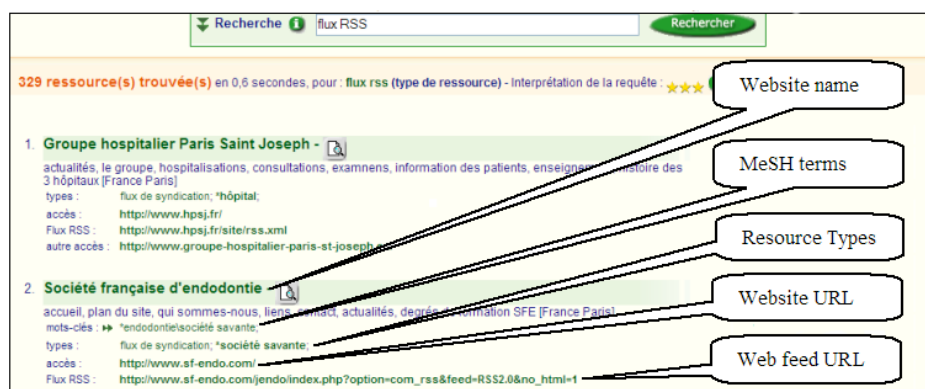 Recherche flux RSS Rechercher
329 ressource(s) trouvée(s) en 0,6 secondes, pour : flux rss (type de ressource) - Interprétation de la requête :
Website name
1. Groupe hospitalier Paris Saint Joseph -
actualités, le groupe, hospitalisations, consultations, examnens, information des patients, histoire des
3 hôpitaux [France Paris]
MeSH terms
types : flux de syndication; *hôpital;
accès : http://www.hpsj.fr/
Flux RSS : http://www.hpsj.fr/site/rss.xml
autre accès : http://www.groupe-hospitalier-paris-st-joseph
Resource Types
2. Société française d'endodontie -
Website URL
accueil, plan du site, qui sommes-nous, liens, contact, actualités, formation SFE [France Paris]
mots-clés : *endodontie\société savante;
types : flux de syndication; *société savante;
accès : http://www.sf-endo.com/
Web feed URL
Flux RSS : http://www.sf-endo.com/jendo/index.php?option=com_rss&feed=RSS2.0&no_html=1